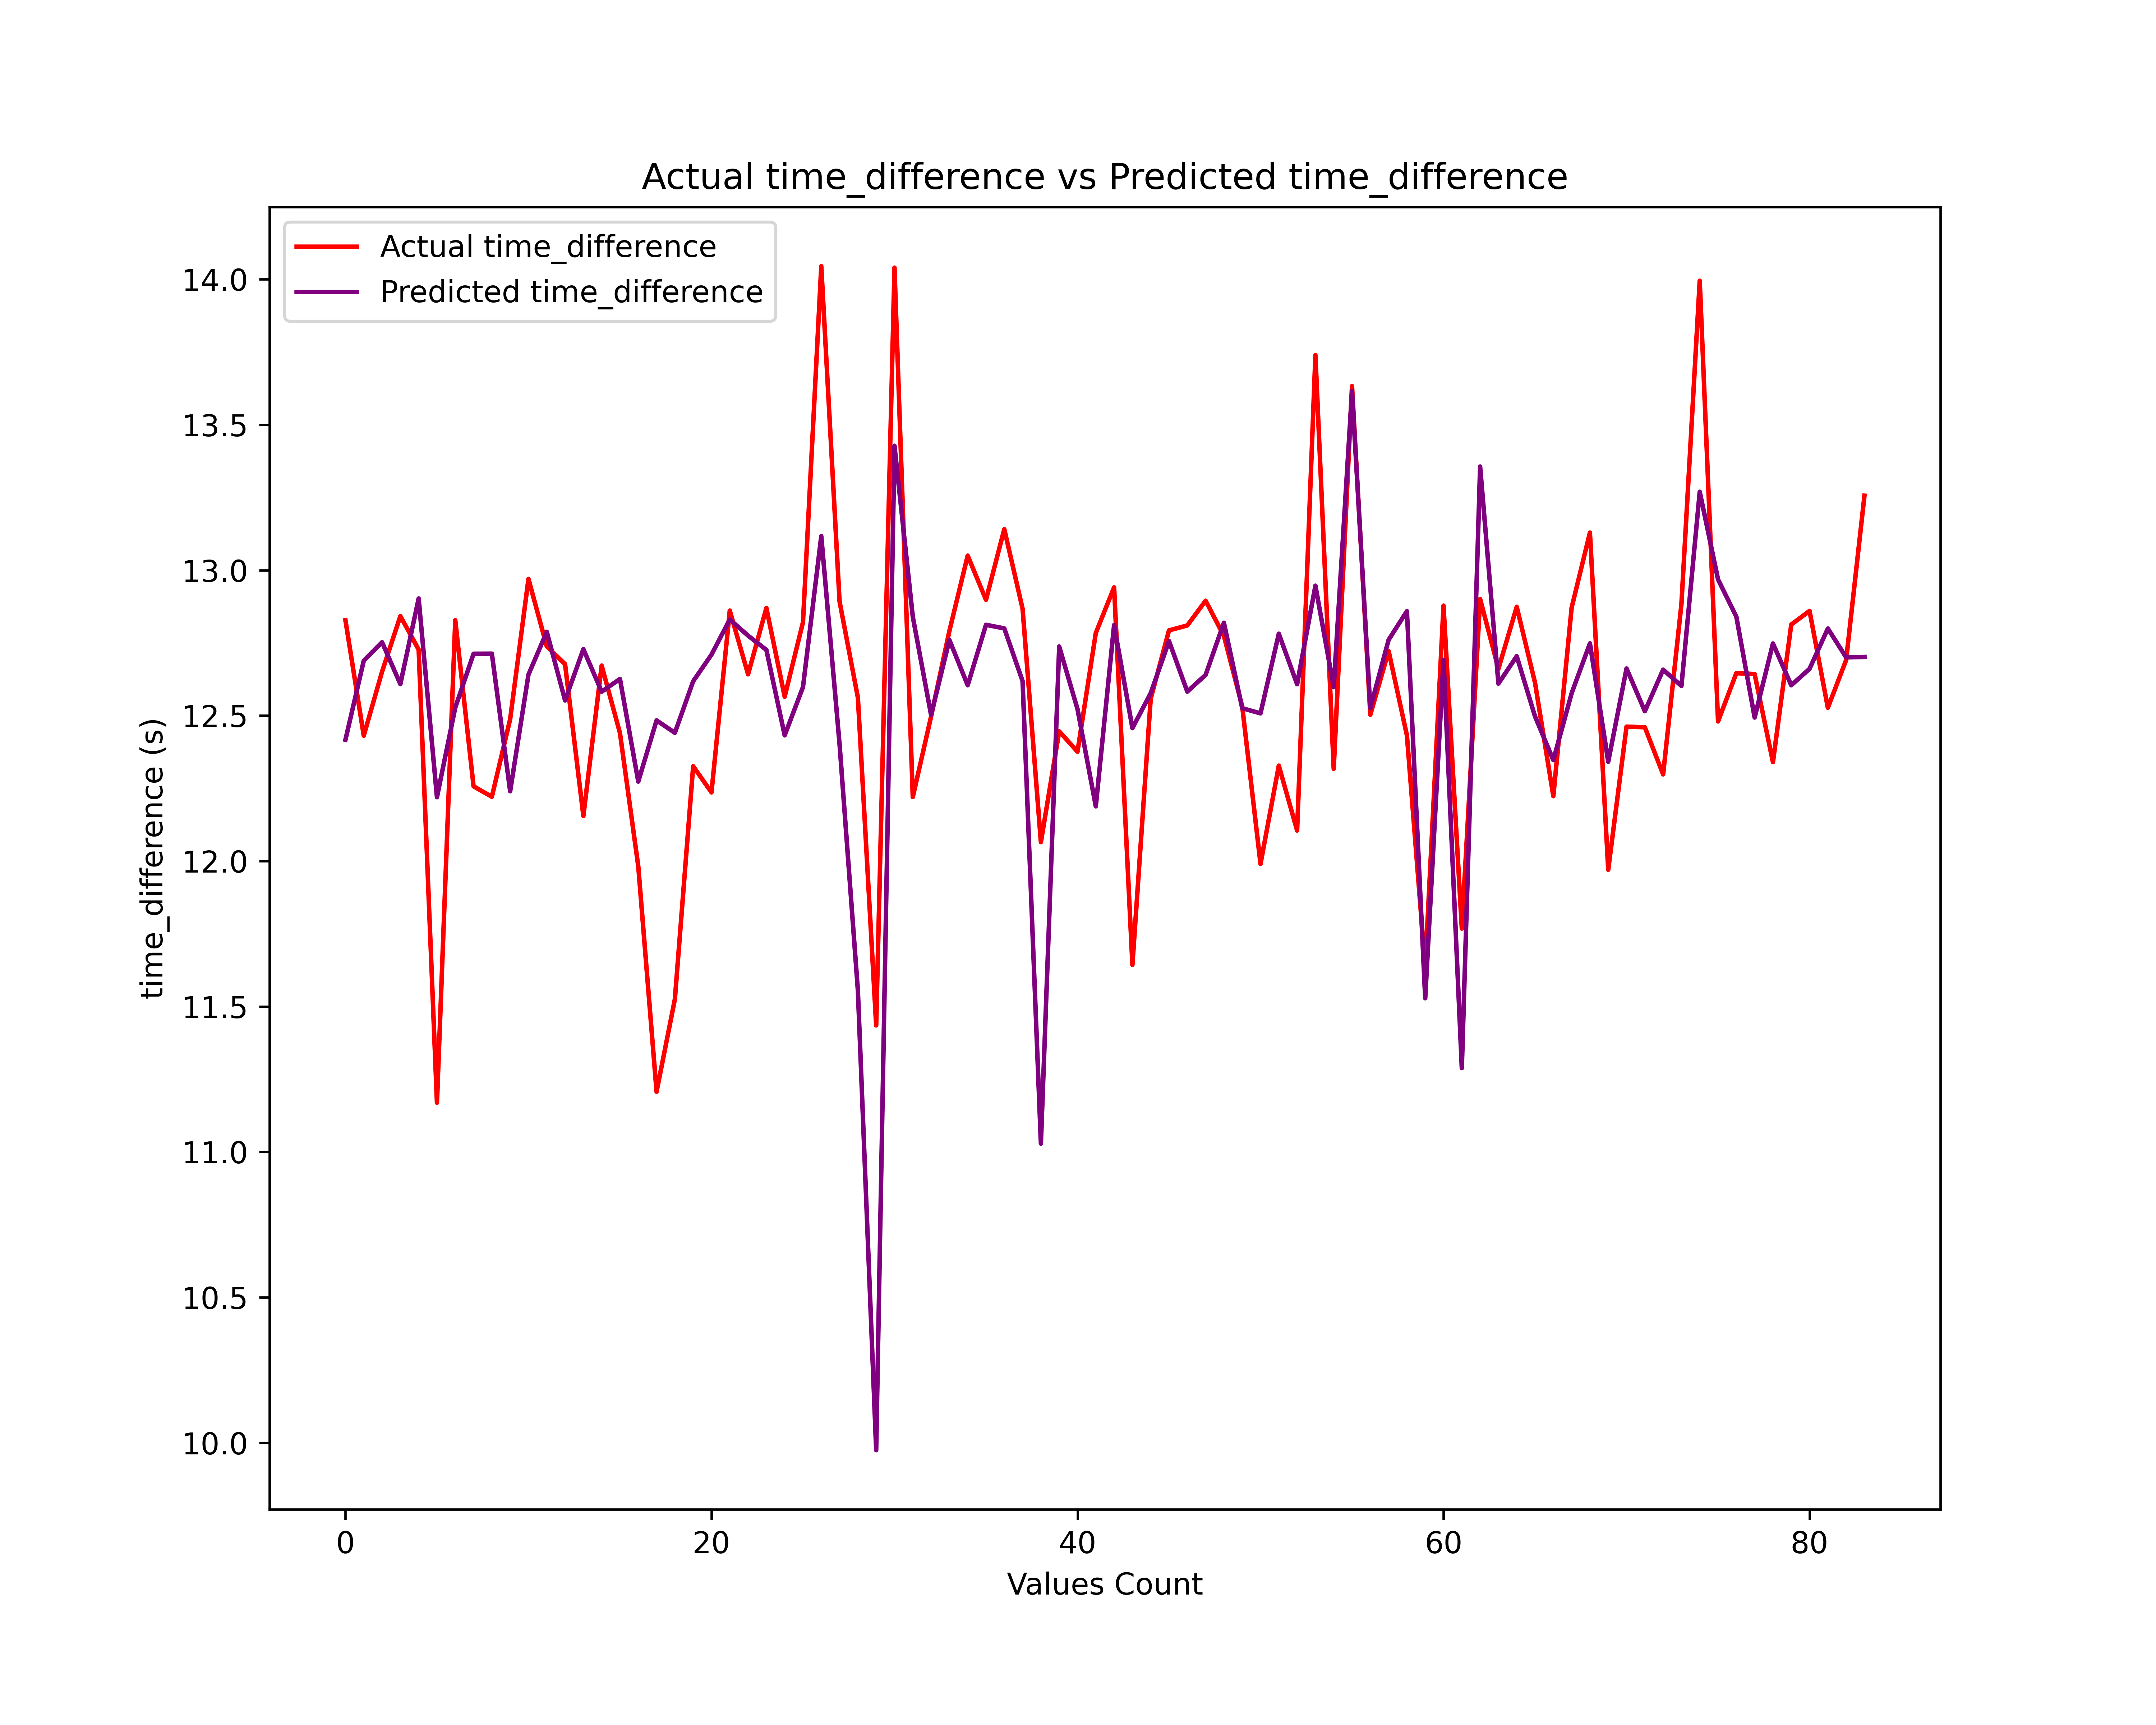 Actual time_difference vs Predicted time_difference
Actual time_difference
Predicted time_difference
14.0
13.5
13.0
12.5
12.0
11.5
11.0
10.5
10.0
time_difference (s)
0 20 40 60 80
Values Count